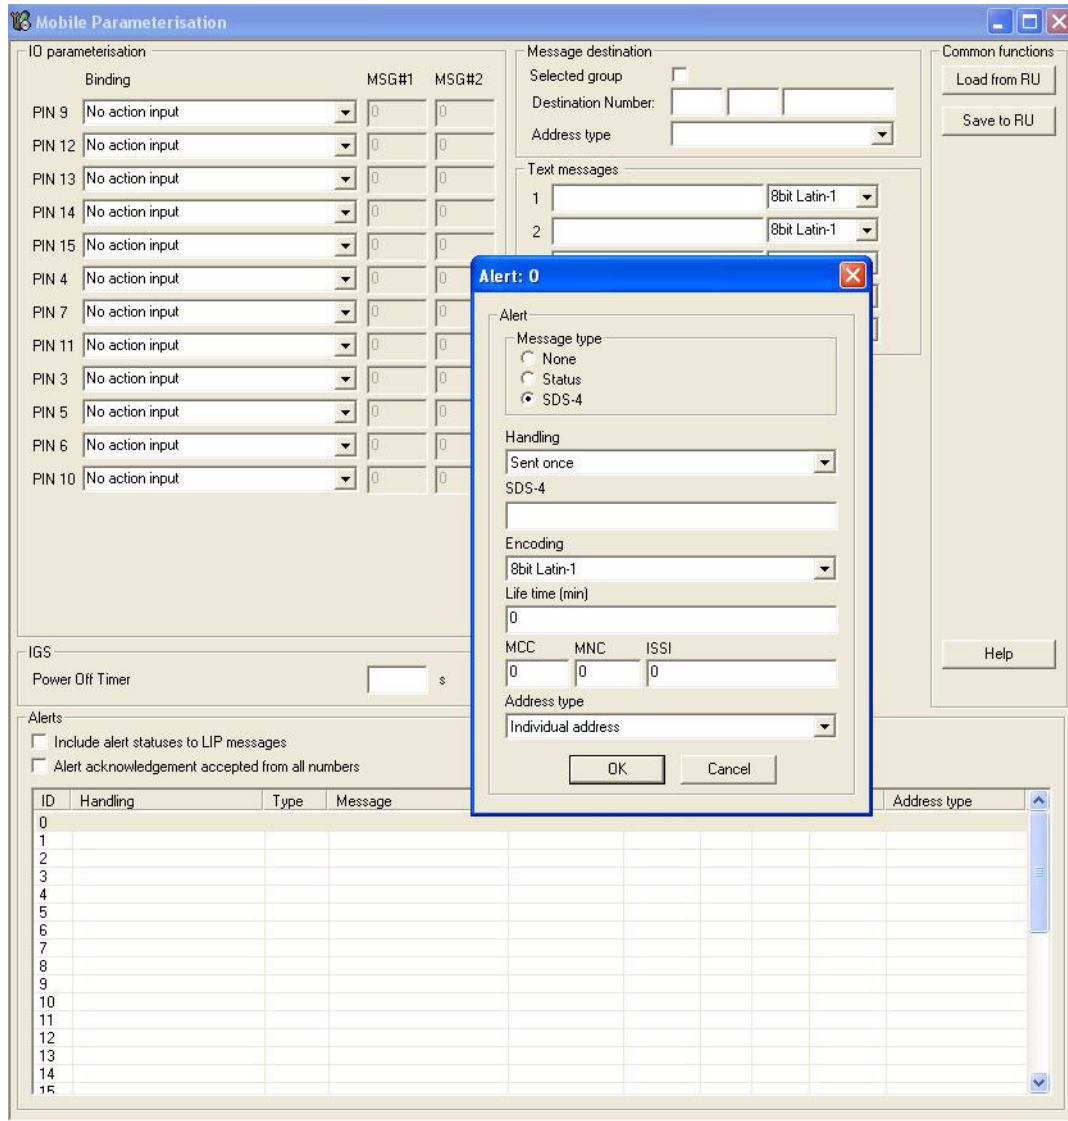 Mobile Parameterisation
IO parameterisation
Binding MSG#1 MSG#2
PIN 9 No action input 0 0
PIN 12 No action input 0 0
PIN 13 No action input 0 0
PIN 14 No action input 0 0
PIN 15 No action input 0 0
PIN 4 No action input 0 0
PIN 7 No action input 0 0
PIN 11 No action input 0 0
PIN 3 No action input 0 0
PIN 5 No action input 0 0
PIN 6 No action input 0 0
PIN 10 No action input 0 0
Message destination
Selected group
Destination Number:
Address type
Text messages
1 8bit Latin-1
2 8bit Latin-1
Common functions
Load from RU
Save to RU
Help
Alert: 0
Alert
Message type
None
Status
SDS-4
Handling
Sent once
SDS-4
Encoding
8bit Latin-1
Life time (min)
0
MCC MNC ISSI
0 0 0
Address type
Individual address
OK Cancel
IGS
Power Off Timer s
Alerts
Include alert statuses to LIP messages
Alert acknowledgement accepted from all numbers
ID Handling Type Message Address type
0
1
2
3
4
5
6
7
8
9
10
11
12
13
14
15